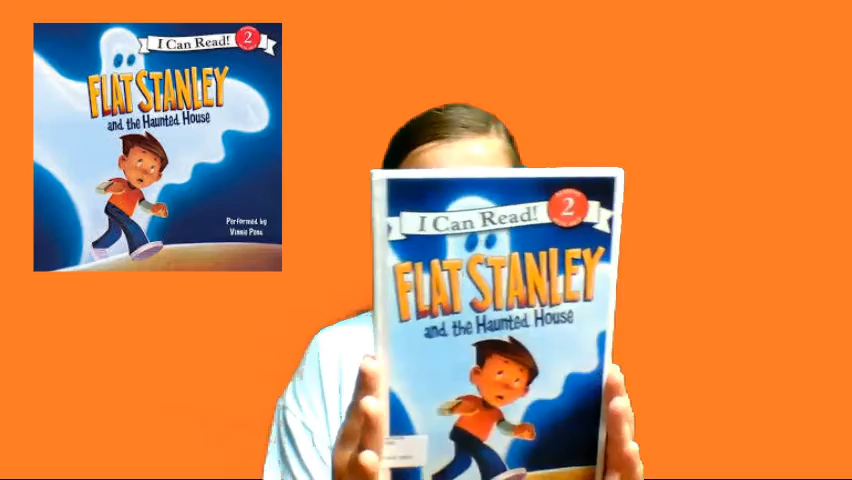 I Can Read! 2
FLAT STANLEY
and the Haunted House
Performed by
I Can Read! 2
FLAT STANLEY
and the Haunted House